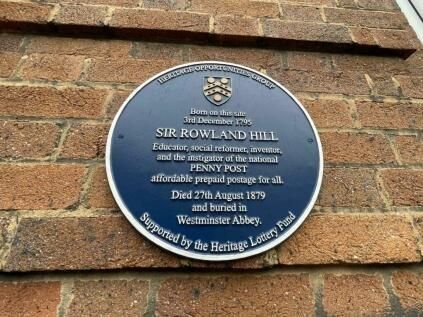 HERITAGE OPPORTUNITIES GROUP
Born on this site
3rd December 1795
SIR ROWLAND HILL
Educator, social reformer, inventor,
and the instigator of the national
PENNY POST
affordable prepaid postage for all.
Died 27th August 1879
and buried in
Westminster Abbey.
Supported by the Heritage Lottery Fund